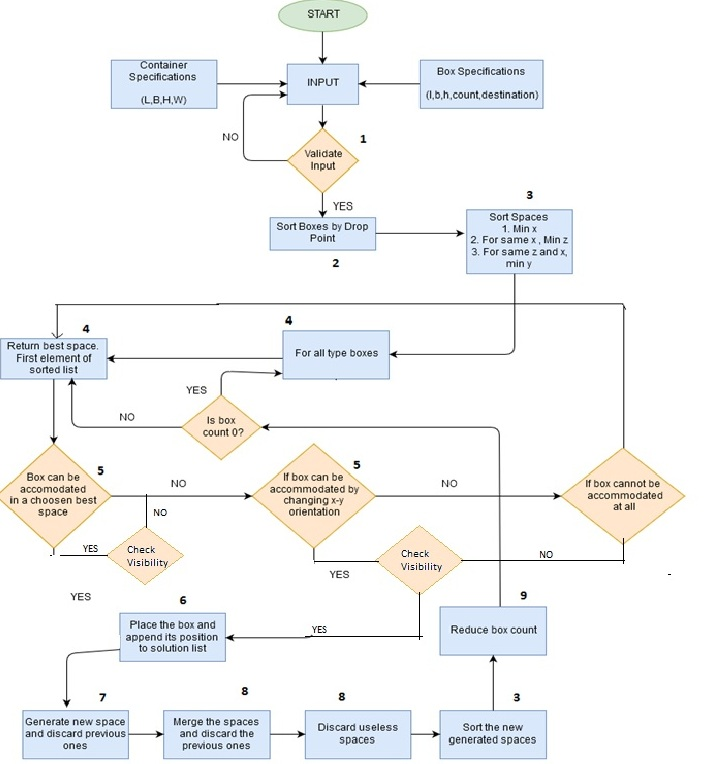 START
Container
Specifications
(L,B,H,W)
INPUT
Box Specifications
(l,b,h,count,destination)
NO
1
Validate
Input
YES
3
Sort Boxes by Drop
Point
2
Sort Spaces
1. Min x
2. For same x , Min z
3. For same z and x,
min y
4
Return best space.
First element of
sorted list
4
For all type boxes
YES
NO
Is box
count 0?
5
Box can be
accomodated
in a choosen best
space
NO
NO
5
If box can be
accommodated by
changing x-y
orientation
NO
If box cannot be
accommodated
at all
YES
Check
Visibility
YES
Check
Visibility
NO
YES
6
Place the box and
append its position
to solution list
YES
9
Reduce box count
7
8
8
3
Generate new space
and discard previous
ones
Merge the spaces
and discard the
previous ones
Discard useless
spaces
Sort the new
generated spaces